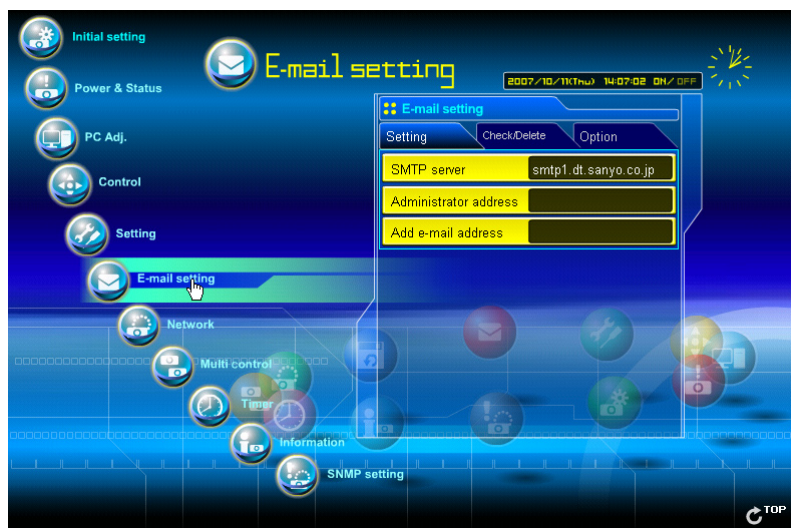 Initial setting
Power & Status
PC Adj.
Control
Setting
E-mail setting
Network
Multi control
Timer
Information
SNMP setting
E-mail setting
2007/10/11(Thu) 14:07:02 ON/OFF
E-mail setting
Setting Check/Delete Option
SMTP server smtp1.dt.sanyo.co.jp
Administrator address
Add e-mail address
TOP